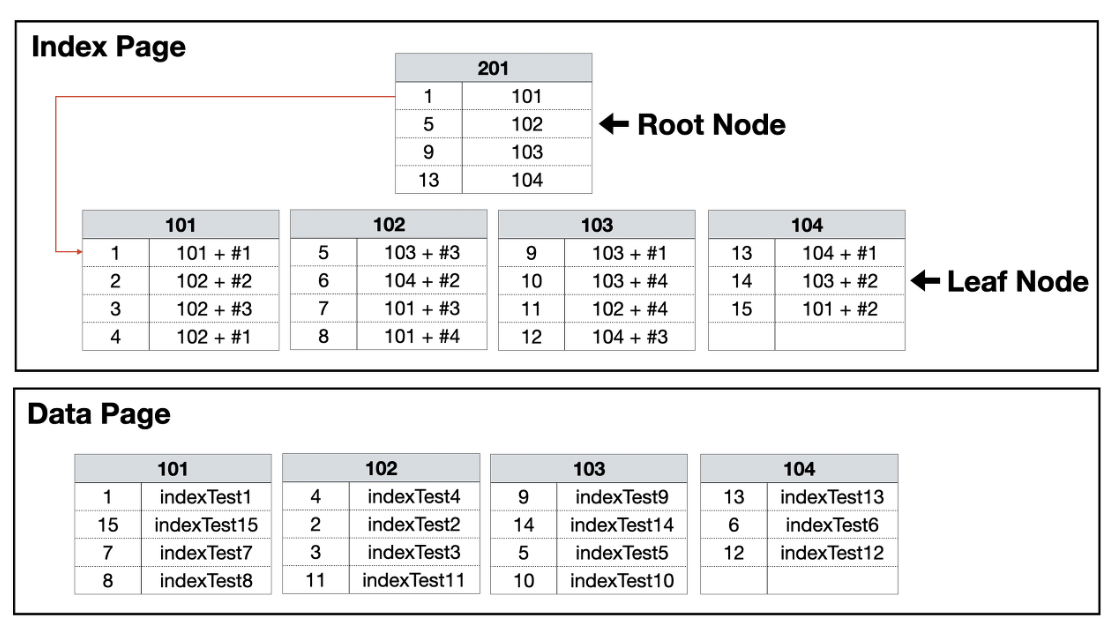 Index Page
201
1 101
5 102
9 103
13 104
Root Node
101 102 103 104
1 101 + #1 5 103 + #3 9 103 + #1 13 104 + #1
2 102 + #2 6 104 + #2 10 103 + #4 14 103 + #2
3 102 + #3 7 101 + #3 11 102 + #4 15 101 + #2
4 102 + #1 8 101 + #4 12 104 + #3
Leaf Node
Data Page
101 102 103 104
1 indexTest1 4 indexTest4 9 indexTest9 13 indexTest13
15 indexTest15 2 indexTest2 14 indexTest14 6 indexTest6
7 indexTest7 3 indexTest3 5 indexTest5 12 indexTest12
8 indexTest8 11 indexTest11 10 indexTest10